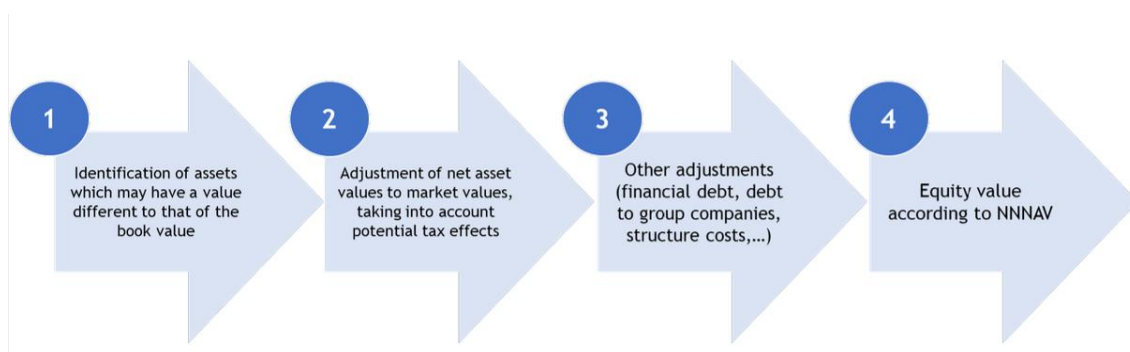 1
Identification of assets
which may have a value
different to that of the
book value
2
Adjustment of net asset
values to market values,
taking into account
potential tax effects
3
Other adjustments
(financial debt, debt
to group companies,
structure costs,...)
4
Equity value
according to NNNAV